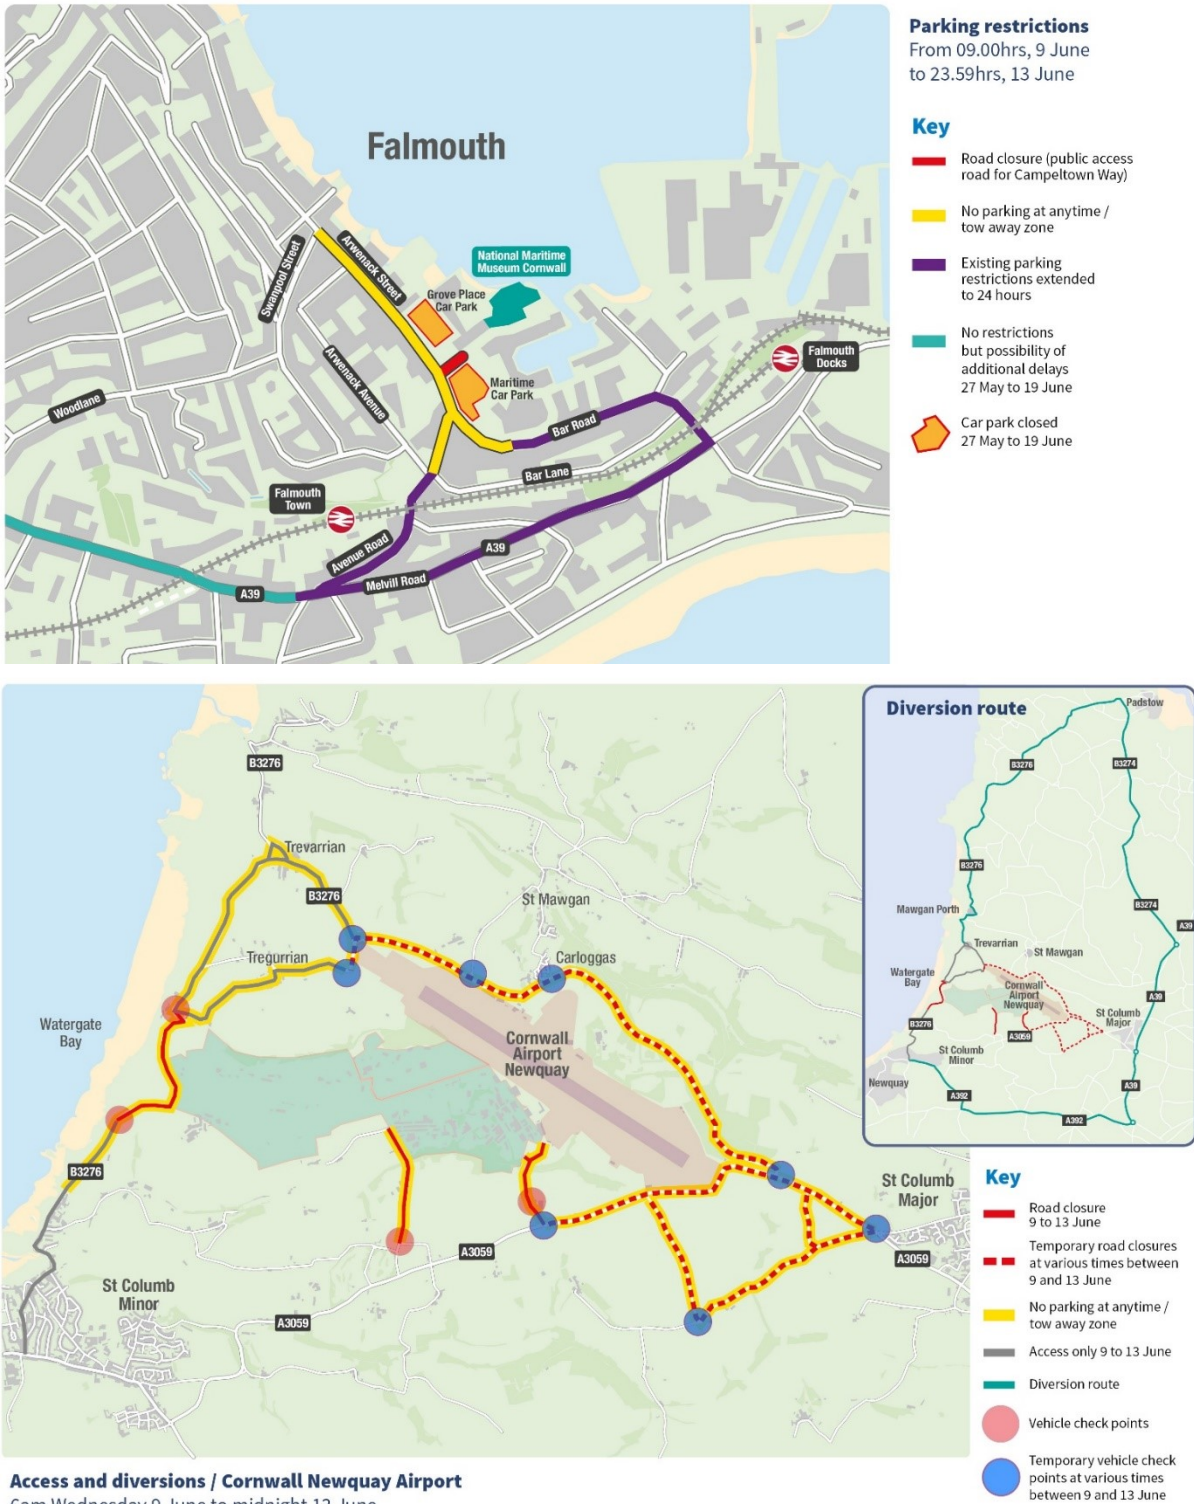 Parking restrictions
From 09.00hrs, 9 June
to 23.59hrs, 13 June
Key
Road closure (public access
road for Campeltown Way)
No parking at anytime /
tow away zone
Existing parking
restrictions extended
to 24 hours
No restrictions
but possibility of
additional delays
27 May to 19 June
Car park closed
27 May to 19 June
Falmouth
Swanpool Street
Arwenack Street
National Maritime
Museum Cornwall
Grove Place
Car Park
Arwenack Avenue
Maritime
Car Park
Falmouth
Docks
Woodlane
Bar Road
Bar Lane
Falmouth
Town
Avenue Road
A39
Melvill Road
A39
B3276
Trevarrian
B3276
St Mawgan
Tregurrian
Carloggas
Watergate
Bay
Cornwall
Airport
Newquay
B3276
St Columb
Major
A3059
A3059
St Columb
Minor
A3059
Diversion route
Padstow
B3276
B3274
B3276
Mawgan Porth
B3274
A39
Trevarrian
St Mawgan
Watergate
Bay
Cornwall
Airport
Newquay
A39
B3276
St Columb
Major
A3059
St Columb
Minor
Newquay
A392
A39
A392
Key
Road closure
9 to 13 June
Temporary road closures
at various times between
9 and 13 June
No parking at anytime /
tow away zone
Access only 9 to 13 June
Diversion route
Vehicle check points
Temporary vehicle check
points at various times
between 9 and 13 June
Access and diversions / Cornwall Newquay Airport
6am Wednesday 9 June to midnight 13 June